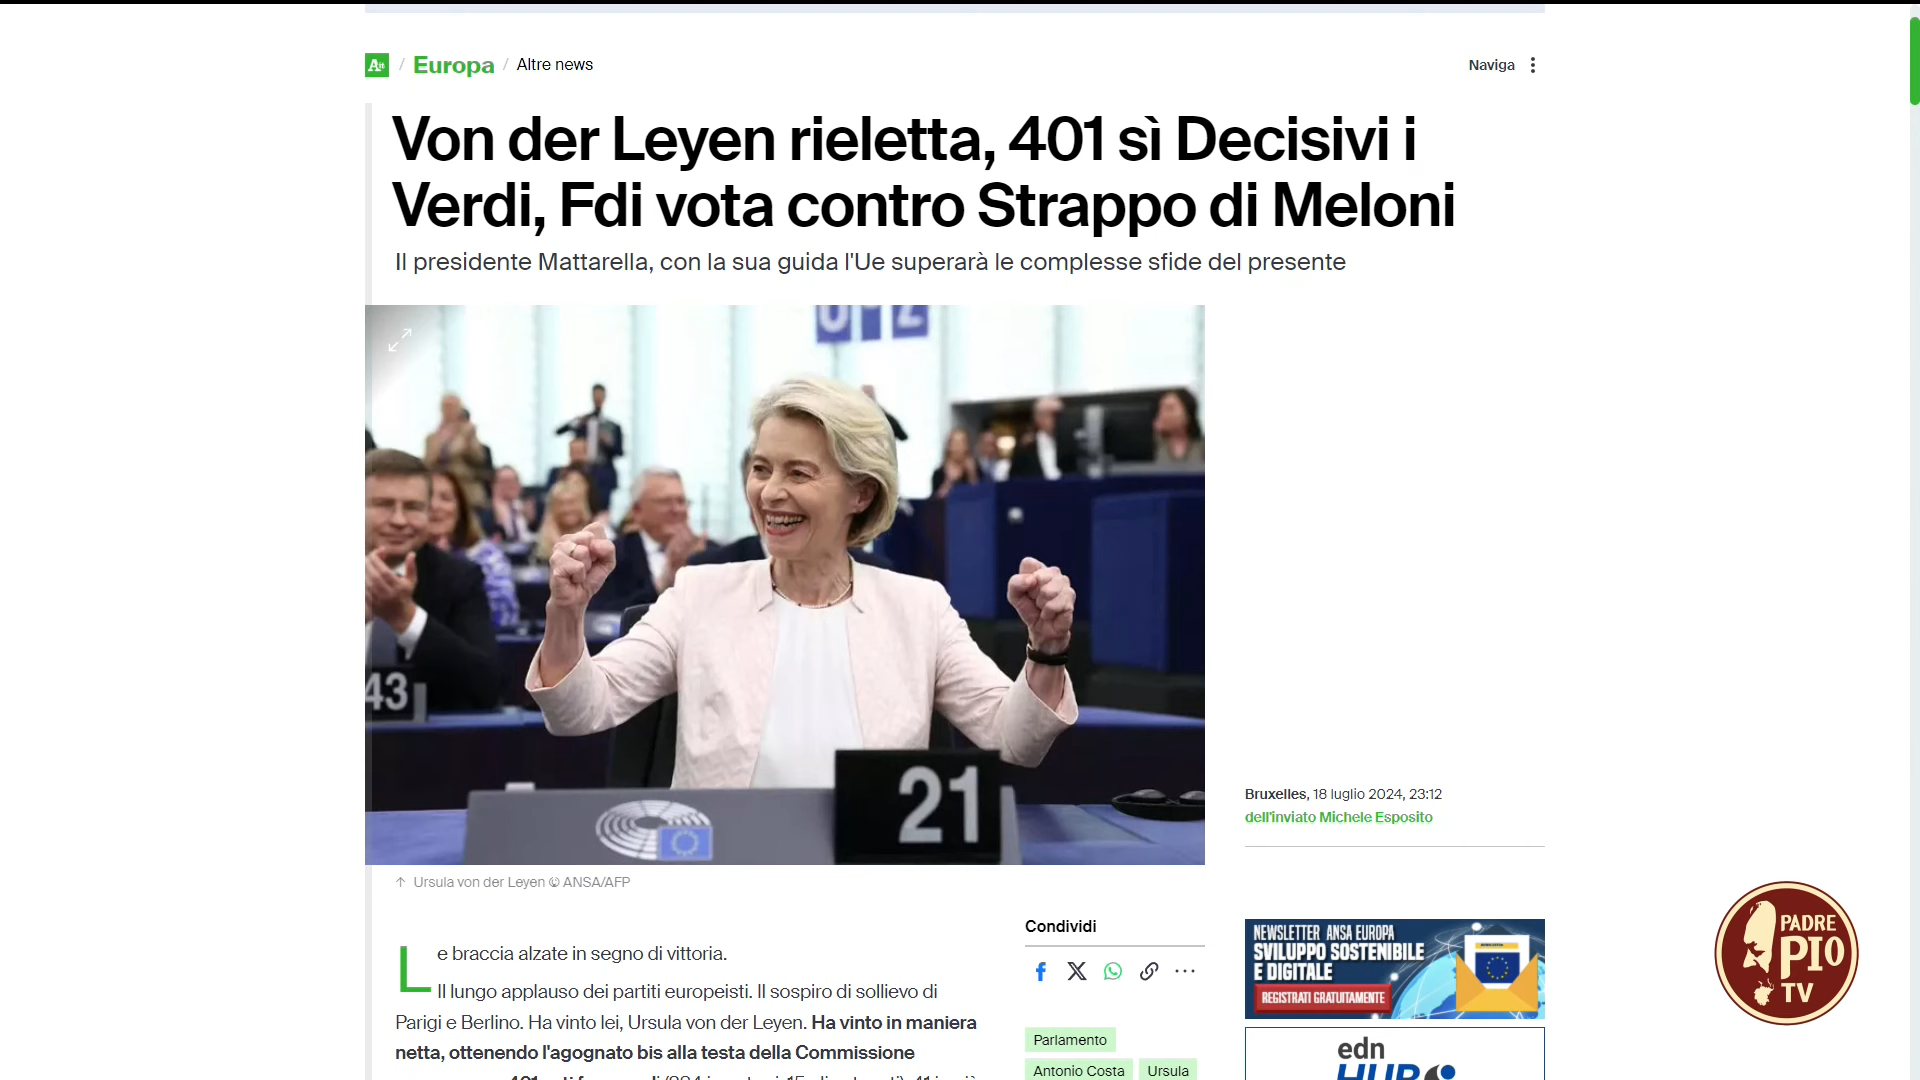 Ait / Europa / Altre news
Naviga
Von der Leyen rieletta, 401 sì Decisivi i
Verdi, Fdi vota contro Strappo di Meloni
Il presidente Mattarella, con la sua guida l'Ue superarà le complesse sfide del presente
43
21
Bruxelles, 18 luglio 2024, 23:12
dell'inviato Michele Esposito
↑ Ursula von der Leyen © ANSA/AFP
Condividi
Le braccia alzate in segno di vittoria.
Il lungo applauso dei partiti europeisti. Il sospiro di sollievo di
Parigi e Berlino. Ha vinto lei, Ursula von der Leyen. Ha vinto in maniera
netta, ottenendo l'agognato bis alla testa della Commissione
Parlamento
Antonio Costa
Ursula
NEWSLETTER ANSA EUROPA
SVILUPPO SOSTENIBILE
E DIGITALE
REGISTRATI GRATUITAMENTE
edn
HUB
PADRE
PIO
TV